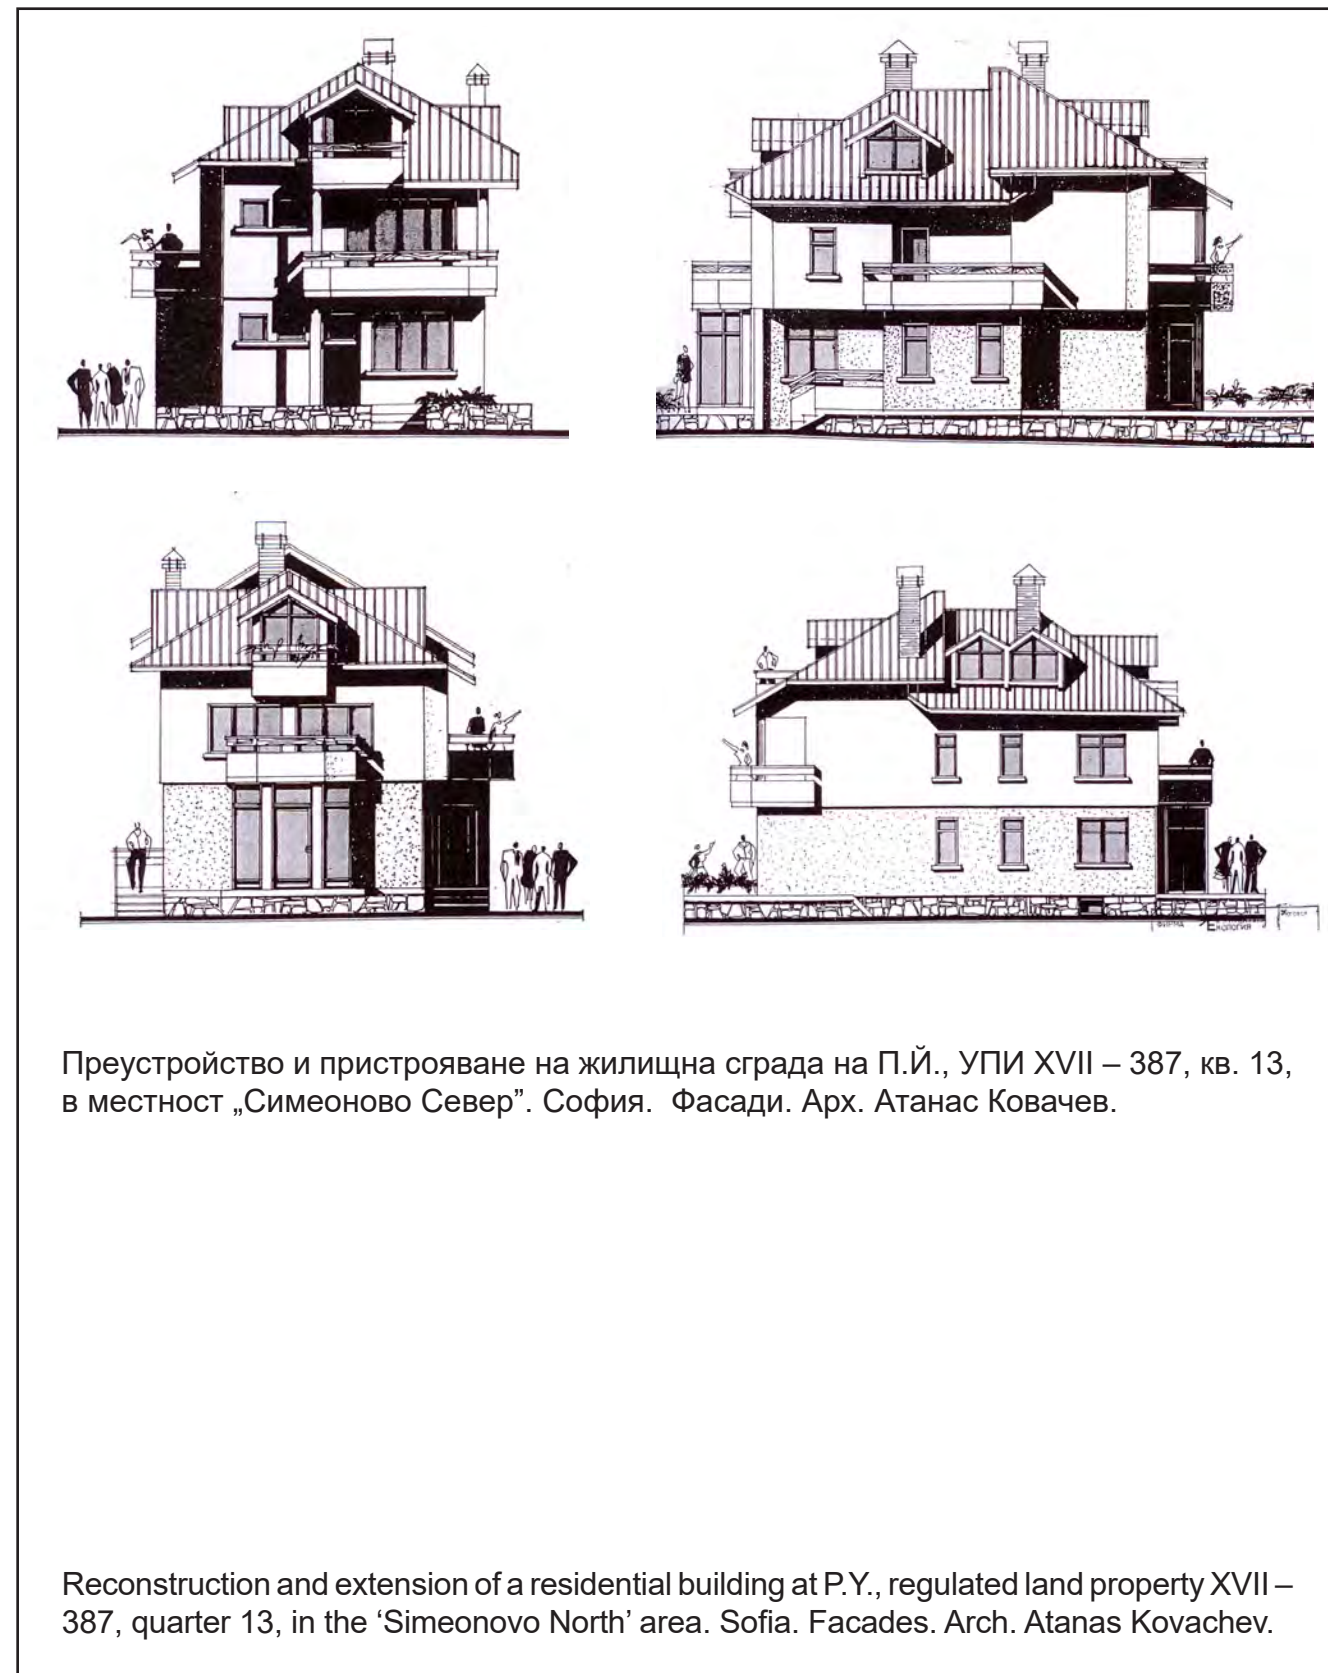 Екология
Преустройство и пристрояване на жилищна сграда на П.Й., УПИ XVII – 387, кв. 13,
в местност „Симеоново Север”. София. Фасади. Арх. Атанас Ковачев.
Reconstruction and extension of a residential building at P.Y., regulated land property XVII –
387, quarter 13, in the ‘Simeonovo North’ area. Sofia. Facades. Arch. Atanas Kovachev.